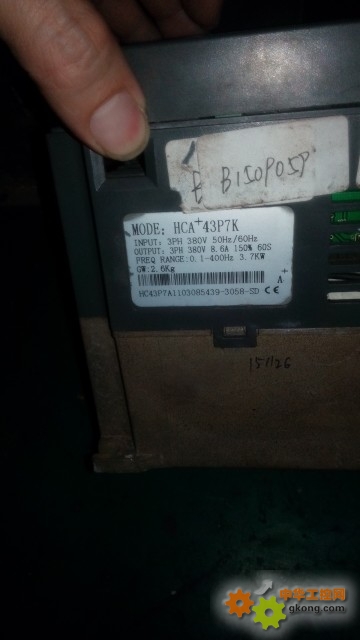 B150P05P
MODE: HCA+43P7K
INPUT: 3PH 380V 50Hz/60Hz
OUTPUT: 3PH 380V 8.6A 150% 60S
FREQ RANGE:0.1-400Hz 3.7KW
GW:2.6Kg
HC43P7A1103085439-3058-SD CE
A+
151126
中华工控网
gkong.com